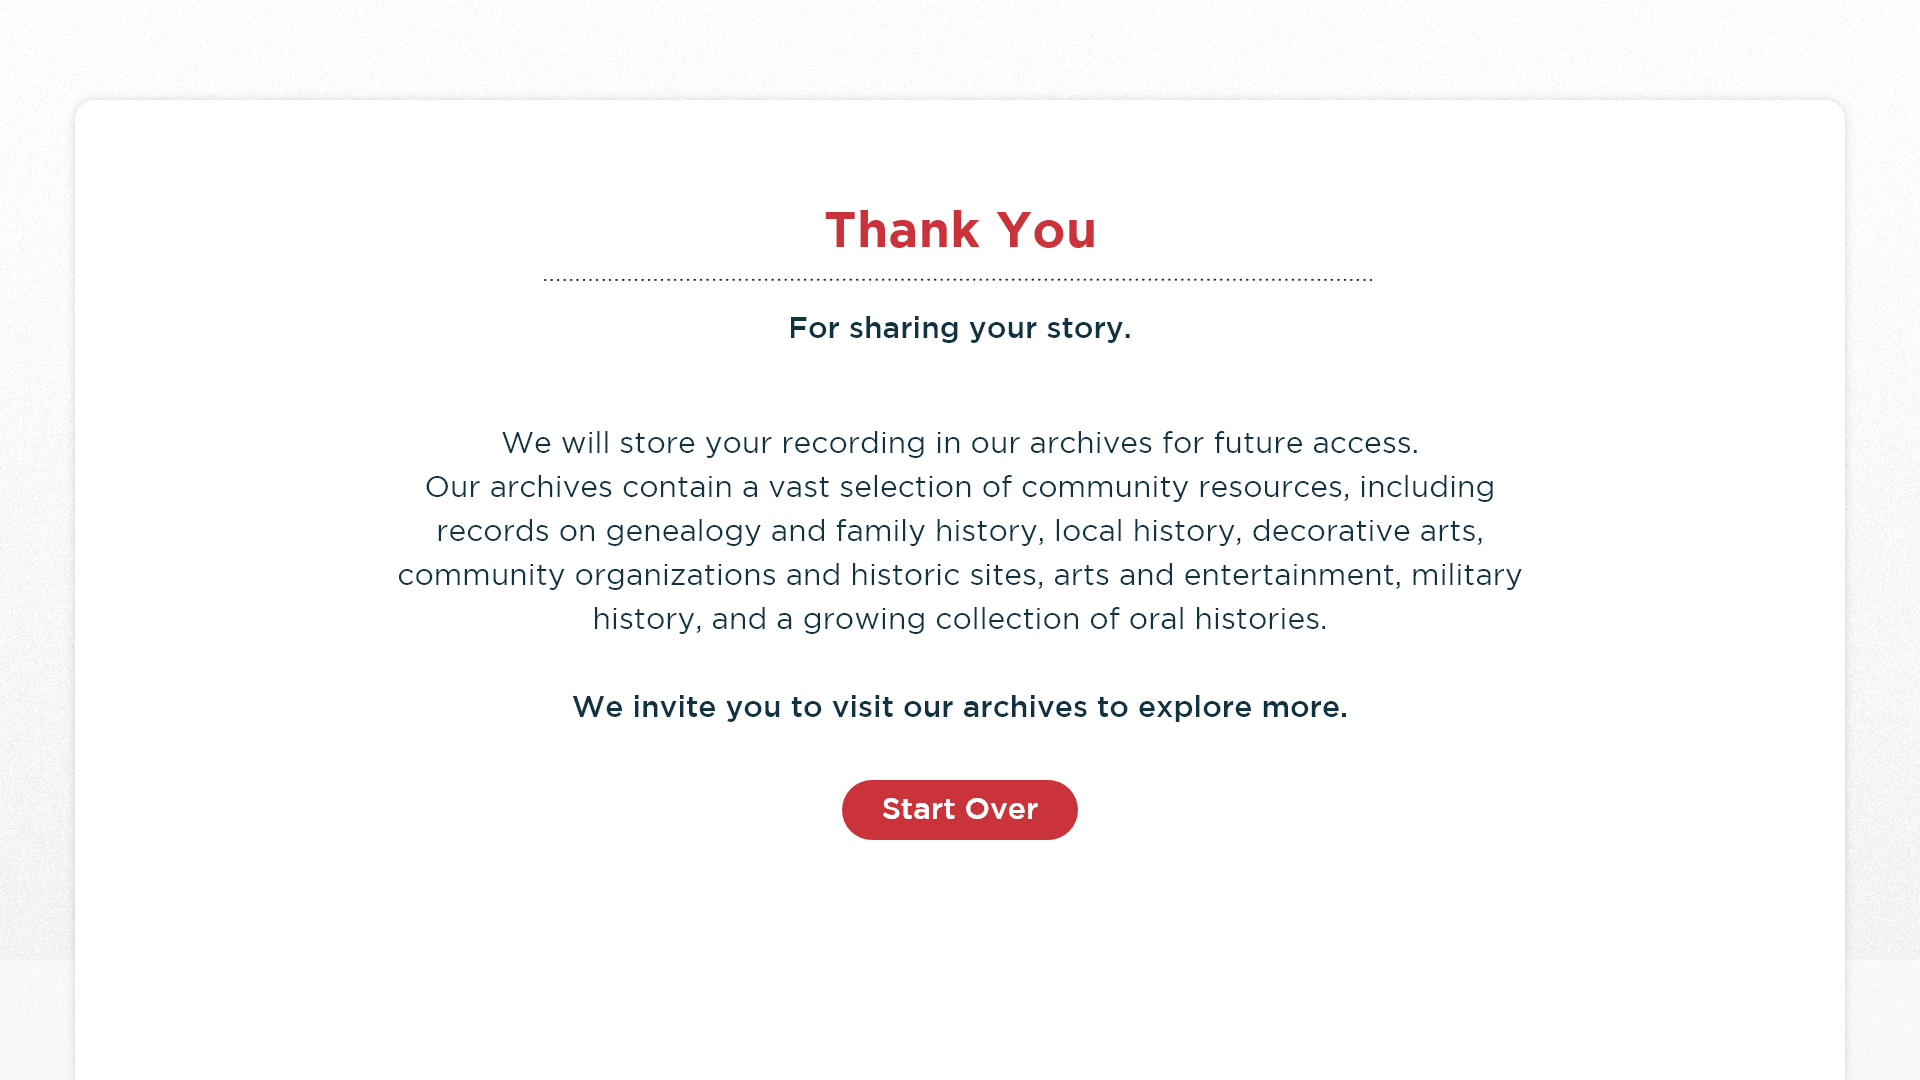 Thank You
For sharing your story.
We will store your recording in our archives for future access.
Our archives contain a vast selection of community resources, including
records on genealogy and family history, local history, decorative arts,
community organizations and historic sites, arts and entertainment, military
history, and a growing collection of oral histories.
We invite you to visit our archives to explore more.
Start Over